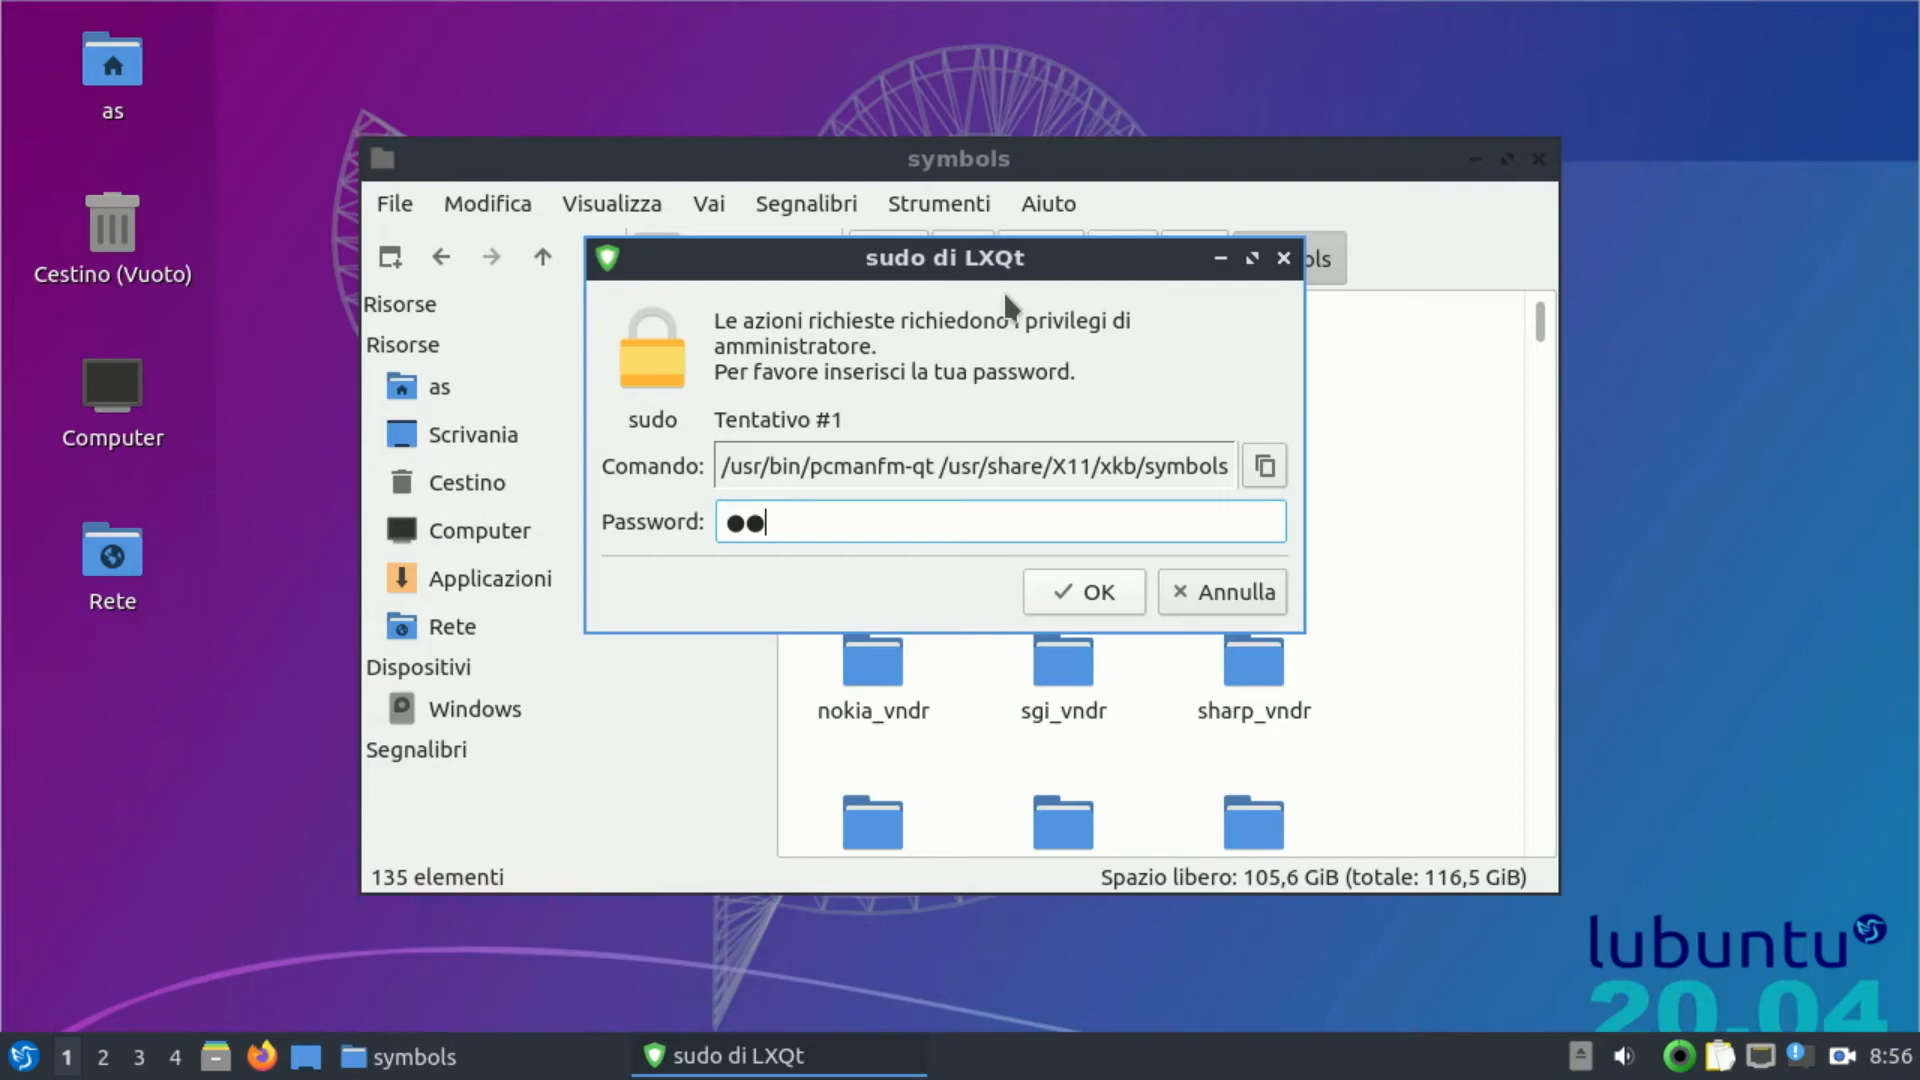 as
Cestino (Vuoto)
Computer
Rete
symbols
File Modifica Visualizza Vai Segnalibri Strumenti Aiuto
Risorse
Risorse
as
Scrivania
Cestino
Computer
Applicazioni
Rete
Dispositivi
Windows
Segnalibri
sudo di LXQt
Le azioni richieste richiedono i privilegi di
amministratore.
Per favore inserisci la tua password.
sudo Tentativo #1
Comando: /usr/bin/pcmanfm-qt /usr/share/X11/xkb/symbols
Password: ●●
OK Annulla
nokia_vndr sgi_vndr sharp_vndr
135 elementi Spazio libero: 105,6 GiB (totale: 116,5 GiB)
lubuntu
20.04
1 2 3 4 symbols sudo di LXQt 8:56